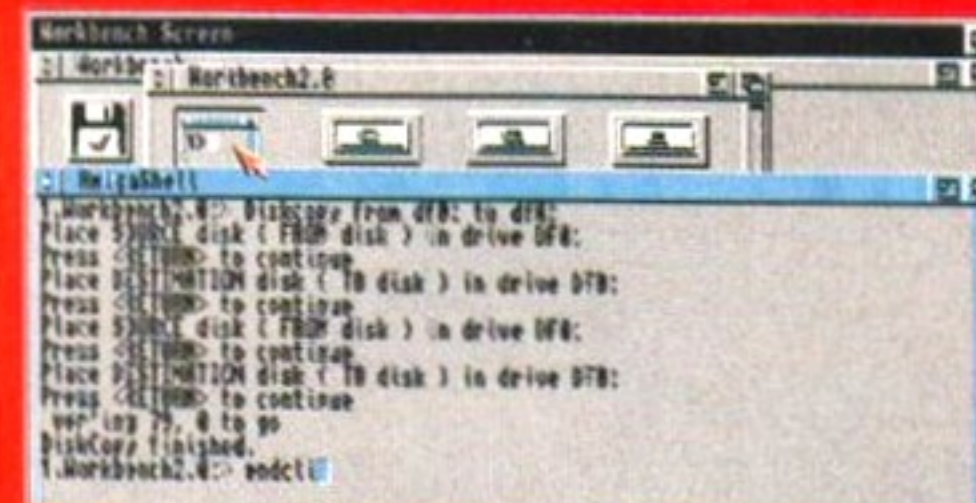 Workbench Screen
Workbench
Workbench2.0
AmigaShell
1.Workbench2.0:> Diskcopy from df0: to df0:
Place SOURCE disk ( FROM disk ) in drive DF0:
Press <RETURN> to continue
Place DESTINATION disk ( TO disk ) in drive DF0:
Press <RETURN> to continue
Place SOURCE disk ( FROM disk ) in drive DF0:
Press <RETURN> to continue
Place DESTINATION disk ( TO disk ) in drive DF0:
Press <RETURN> to continue
79, 0 to go
DiskCopy finished.
1.Workbench2.0:> endcli